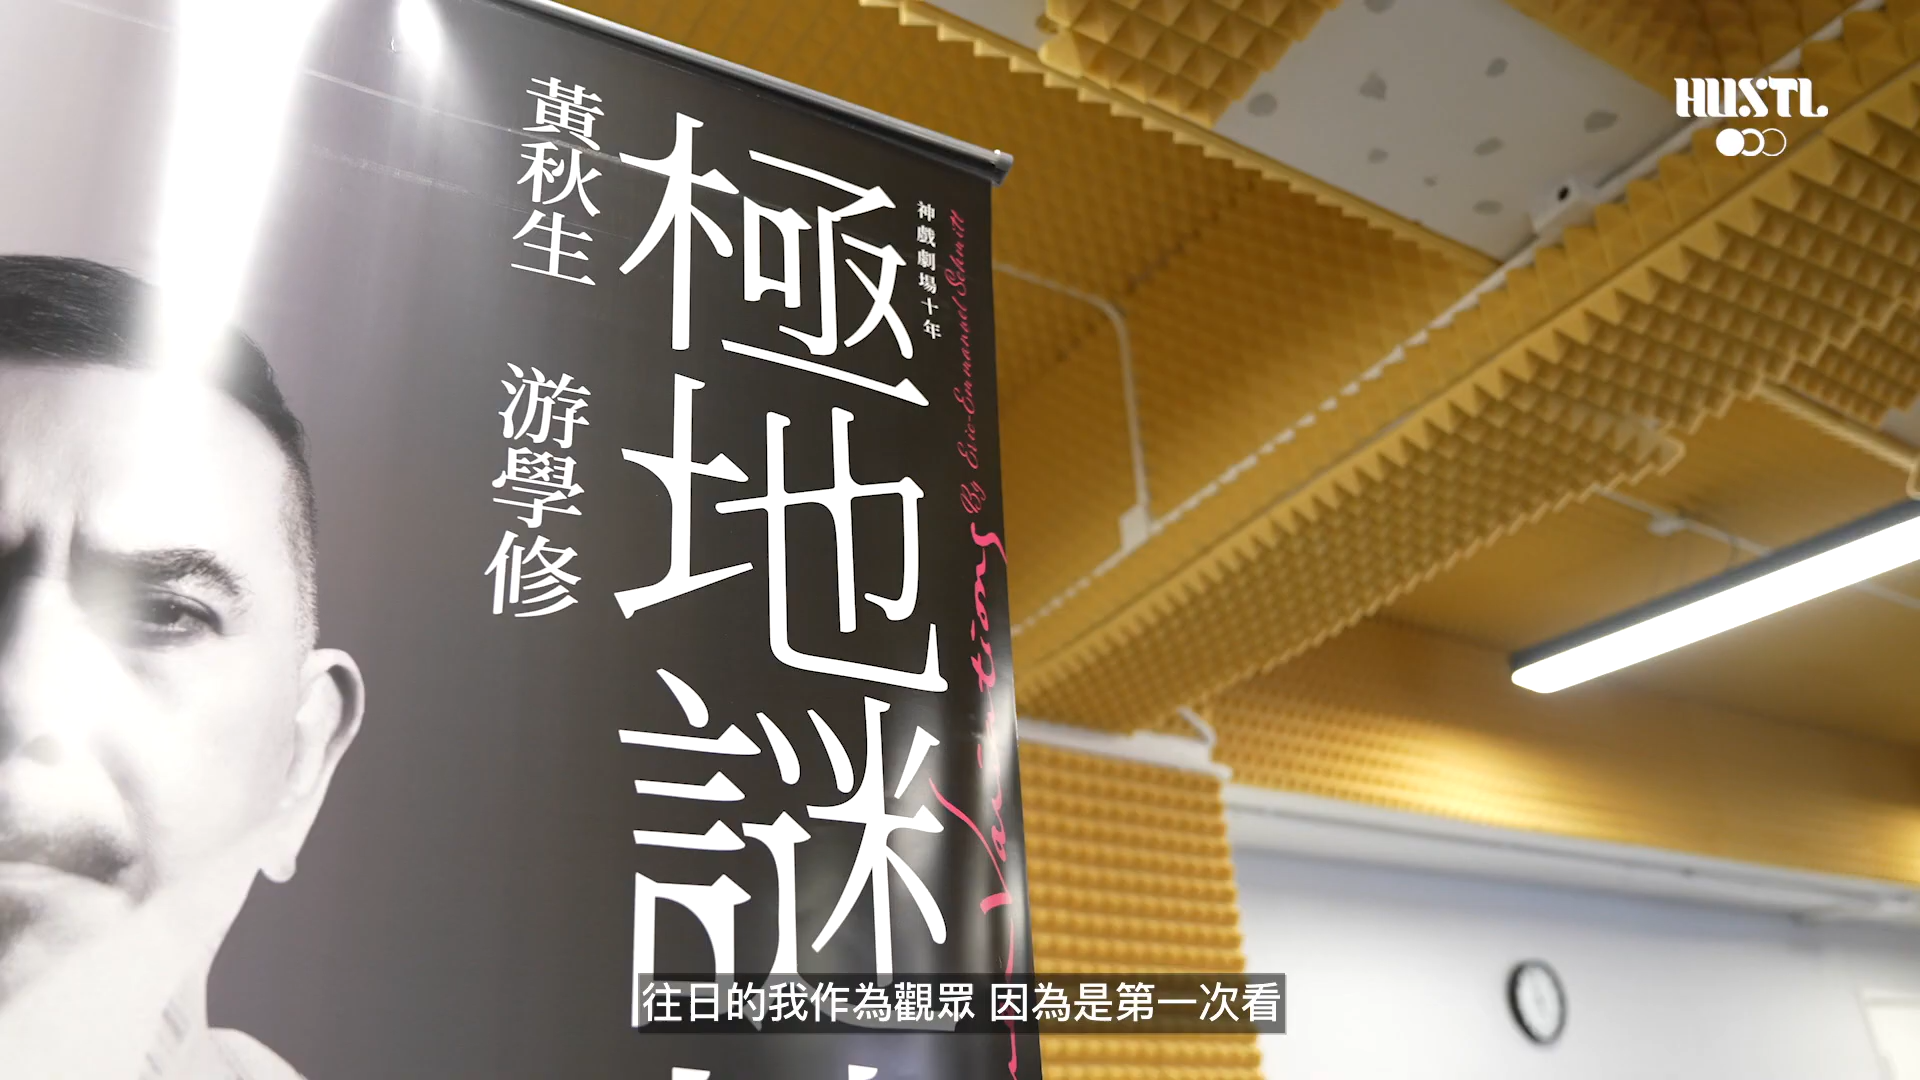 HUSTL
神戲劇場十年
By Eric-Emmanuel Schmitt
Variations
極地謎
黃秋生
游學修
往日的我作為觀眾 因為是第一次看